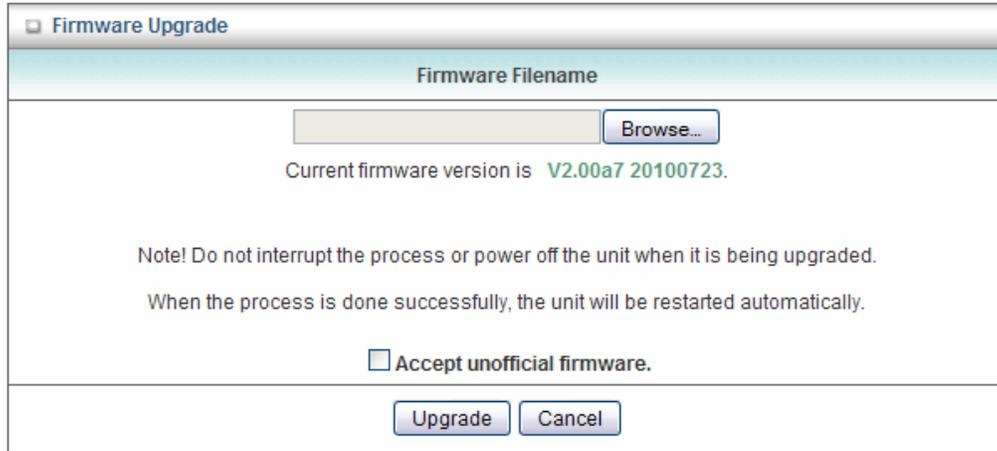 Firmware Upgrade
Firmware Filename
Browse...
Current firmware version is V2.00a7 20100723.
Note! Do not interrupt the process or power off the unit when it is being upgraded.
When the process is done successfully, the unit will be restarted automatically.
Accept unofficial firmware.
Upgrade Cancel